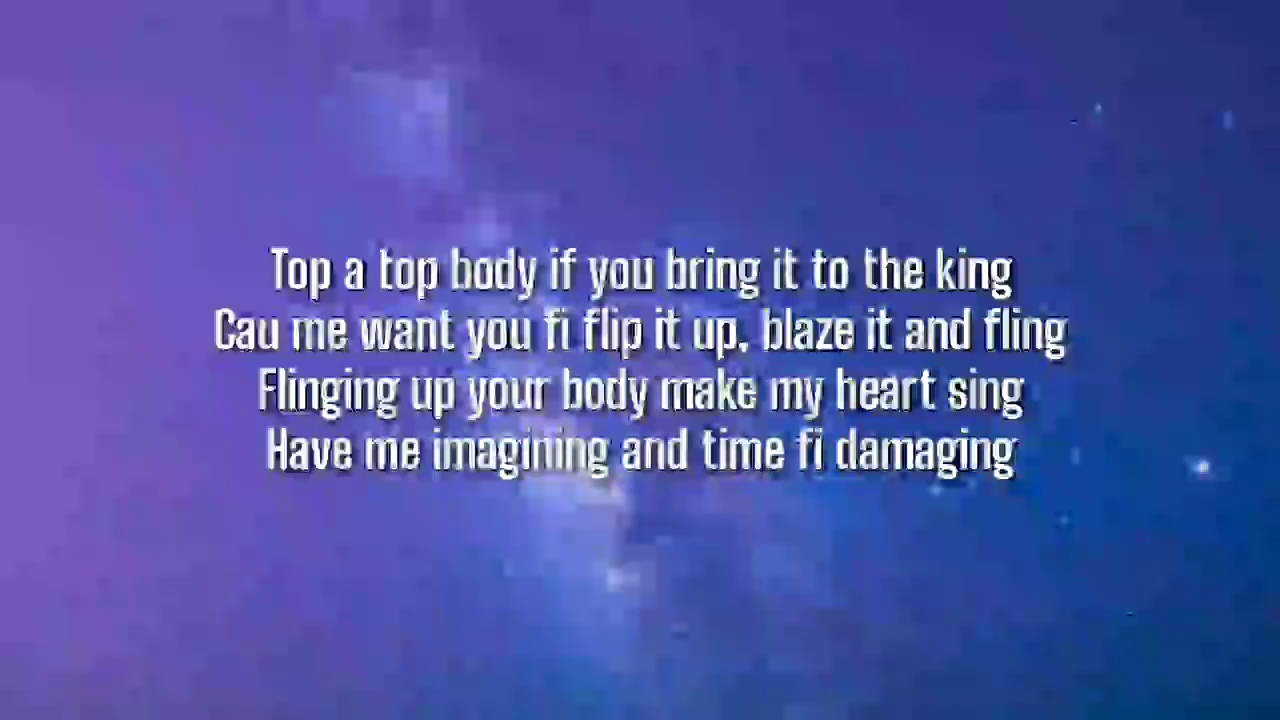 Top a top body if you bring it to the king
Cau me want you fi flip it up, blaze it and fling
Flinging up your body make my heart sing
Have me imagining and time fi damaging